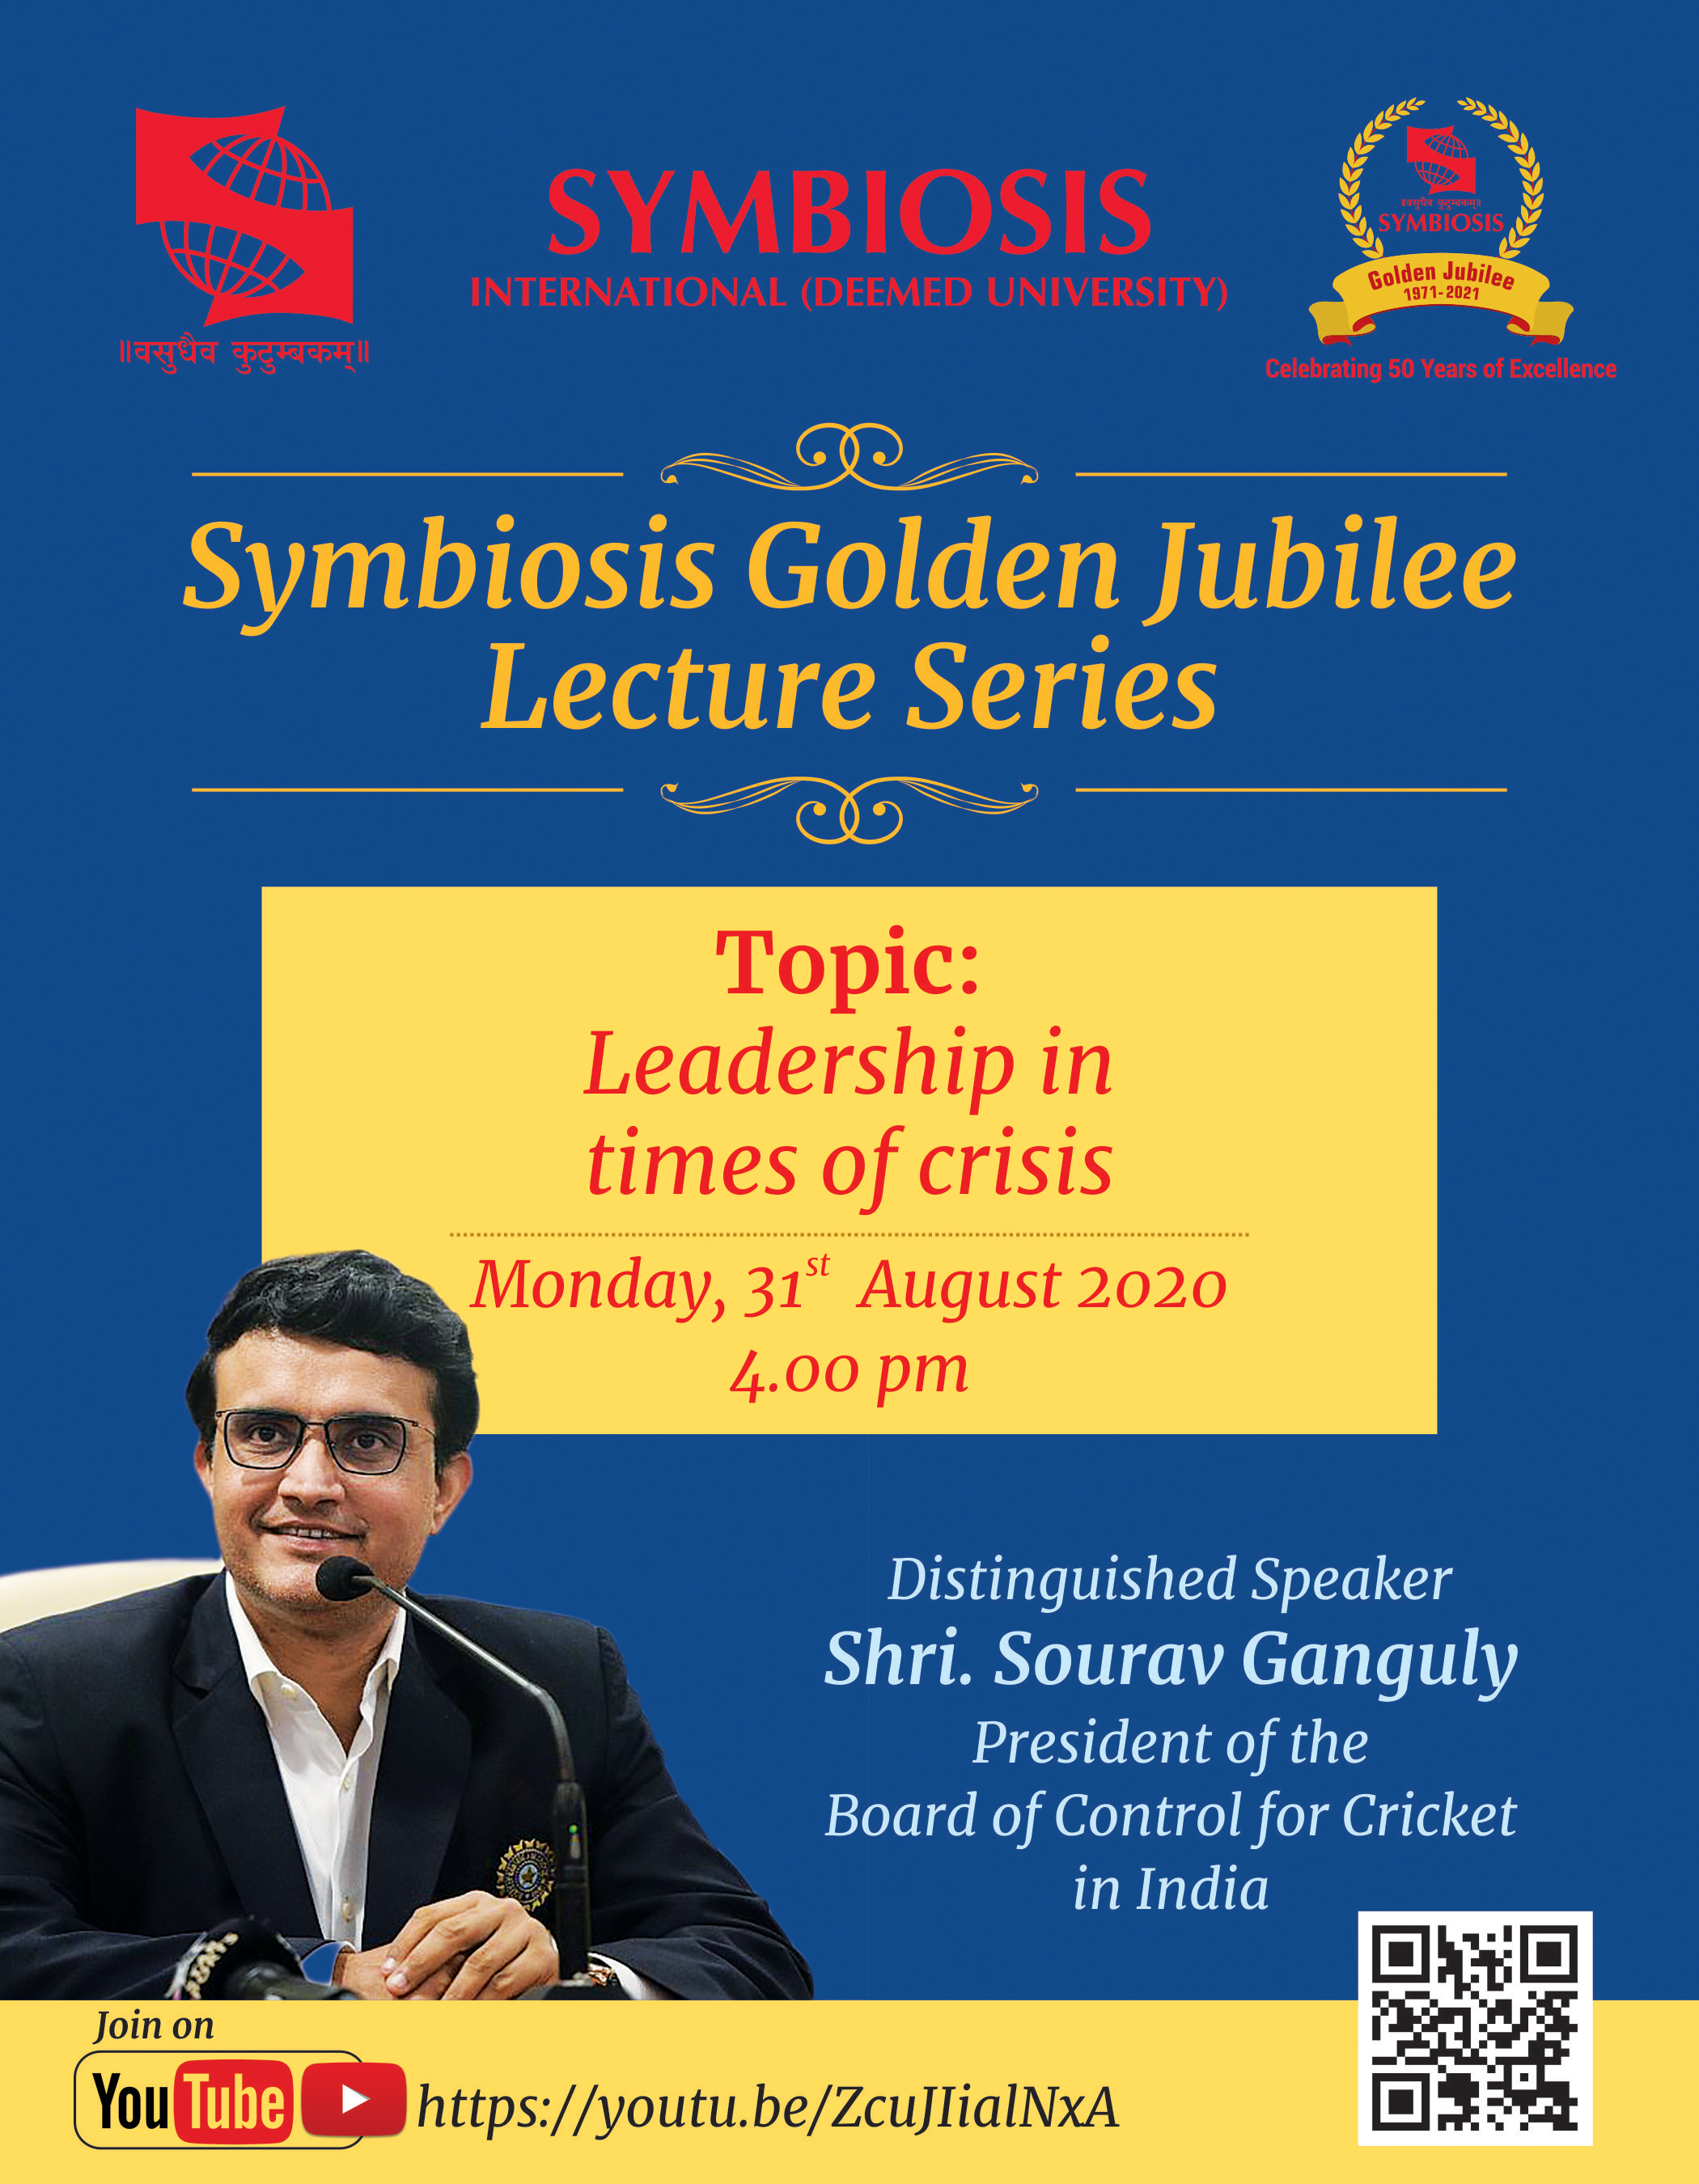 ॥वसुधैव कुटुम्बकम्॥
SYMBIOSIS
INTERNATIONAL (DEEMED UNIVERSITY)
॥वसुधैव कुटुम्बकम्॥
SYMBIOSIS
Golden Jubilee
1971-2021
Celebrating 50 Years of Excellence
Symbiosis Golden Jubilee
Lecture Series
Topic:
Leadership in
times of crisis
Monday, 31st August 2020
4.00 pm
Distinguished Speaker
Shri. Sourav Ganguly
President of the
Board of Control for Cricket
in India
Join on
YouTube
https://youtu.be/ZcuJIialNxA